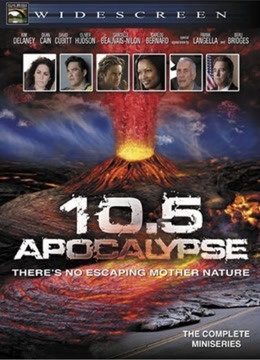 WIDESCREEN
KIM DELANEY
DEAN CAIN
DAVID CUBITT
OLIVER HUDSON
CARLOS BERNARD
FRANK LANGELLA
BEAU BRIDGES
10.5
APOCALYPSE
THERE'S NO ESCAPING MOTHER NATURE
THE COMPLETE
MINISERIES